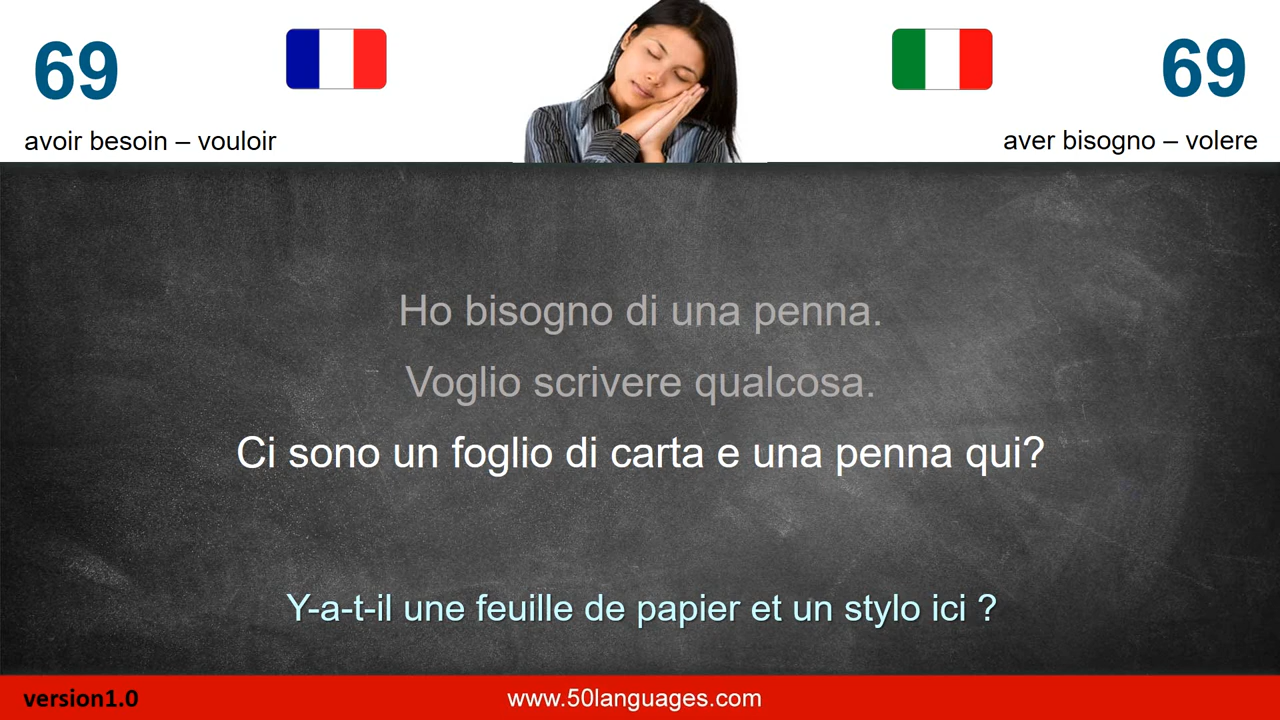 69
69
avoir besoin – vouloir
aver bisogno – volere
Ho bisogno di una penna.
Voglio scrivere qualcosa.
Ci sono un foglio di carta e una penna qui?
Y-a-t-il une feuille de papier et un stylo ici ?
version1.0
www.50languages.com